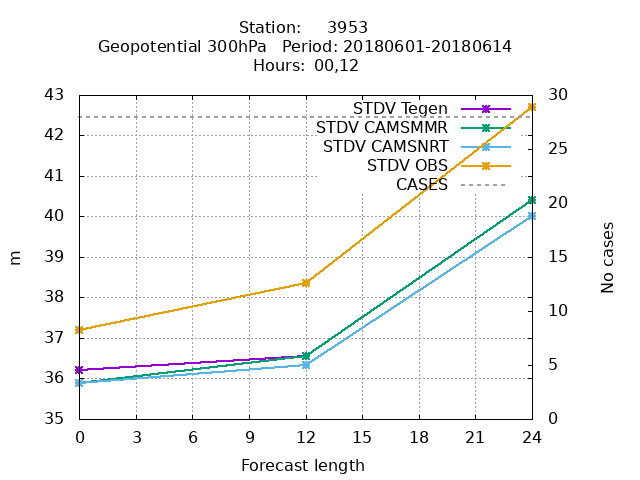 Station: 3953
Geopotential 300hPa Period: 20180601-20180614
Hours: 00,12
43
42
41
40
39
38
37
36
35
m
STDV Tegen
STDV CAMSMMR
STDV CAMSNRT
STDV OBS
CASES
30
25
20
15
10
5
0
No cases
0 3 6 9 12 15 18 21 24
Forecast length